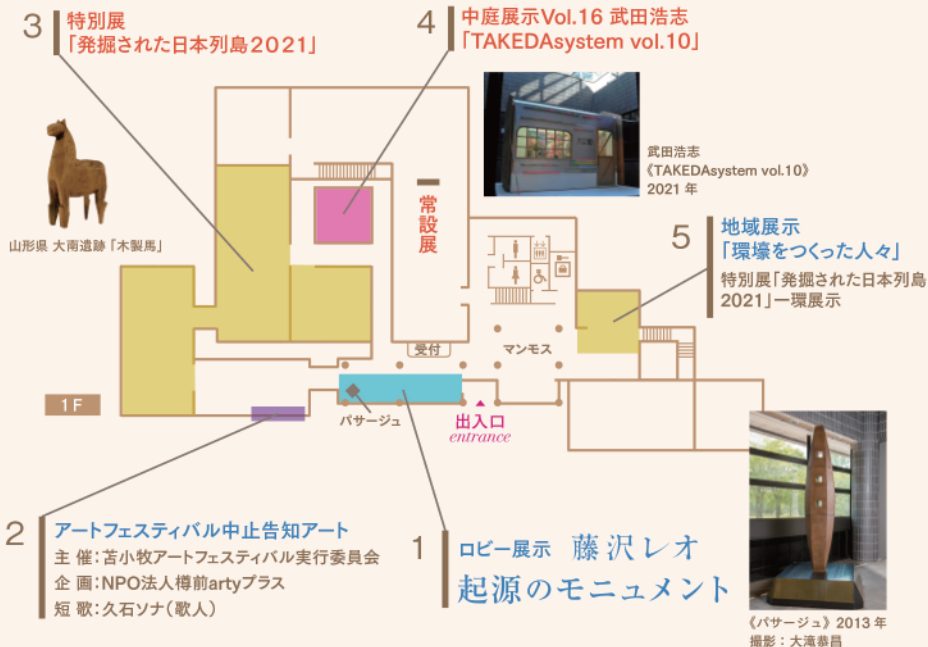 3
特別展
「発掘された日本列島2021」
4
中庭展示Vol.16 武田浩志
「TAKEDAsystem vol.10」
武田浩志
《TAKEDAsystem vol.10》
2021 年
山形県 大南遺跡「木製馬」
常設展
5
地域展示
「環壕をつくった人々」
特別展「発掘された日本列島
2021」一環展示
受付
マンモス
1F
パサージュ
出入口
entrance
2
アートフェスティバル中止告知アート
主 催：苫小牧アートフェスティバル実行委員会
企 画：NPO法人樽前artyプラス
短 歌：久石ソナ（歌人）
1
ロビー展示 藤沢レオ
起源のモニュメント
《パサージュ》2013 年
撮影：大滝恭昌